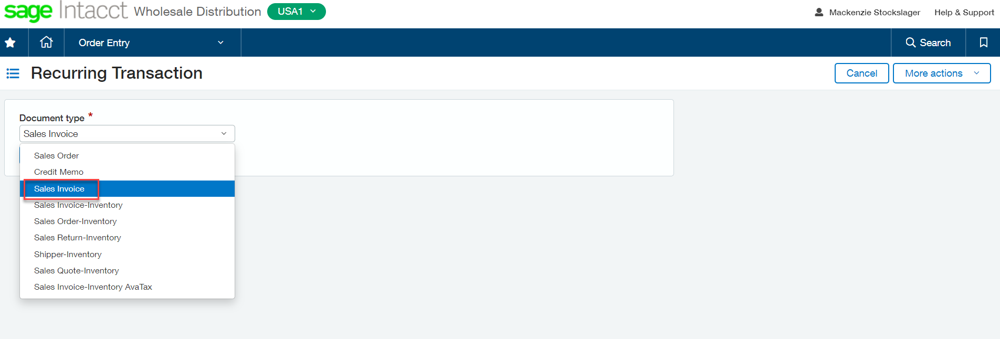 sage Intacct Wholesale Distribution USA1 Mackenzie Stockslager Help & Support
Order Entry Search
Recurring Transaction Cancel More actions
Document type *
Sales Invoice
Sales Order
Credit Memo
Sales Invoice
Sales Invoice-Inventory
Sales Order-Inventory
Sales Return-Inventory
Shipper-Inventory
Sales Quote-Inventory
Sales Invoice-Inventory AvaTax